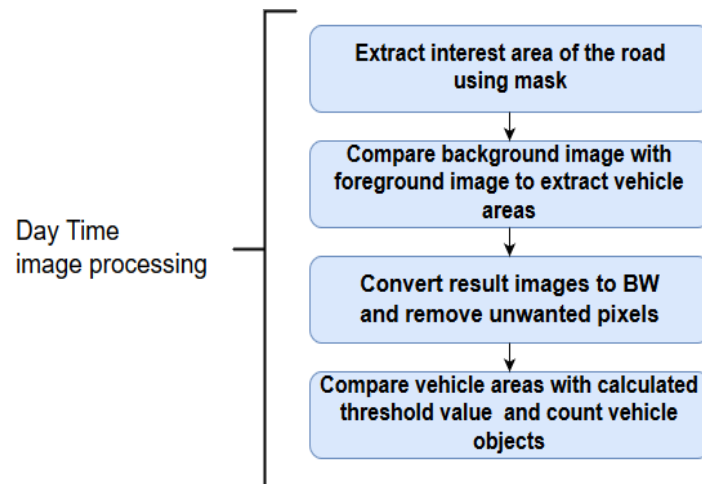 Day Time
image processing
Extract interest area of the road
using mask
Compare background image with
foreground image to extract vehicle
areas
Convert result images to BW
and remove unwanted pixels
Compare vehicle areas with calculated
threshold value and count vehicle
objects